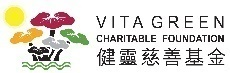 VITA GREEN
CHARITABLE FOUNDATION
健靈慈善基金